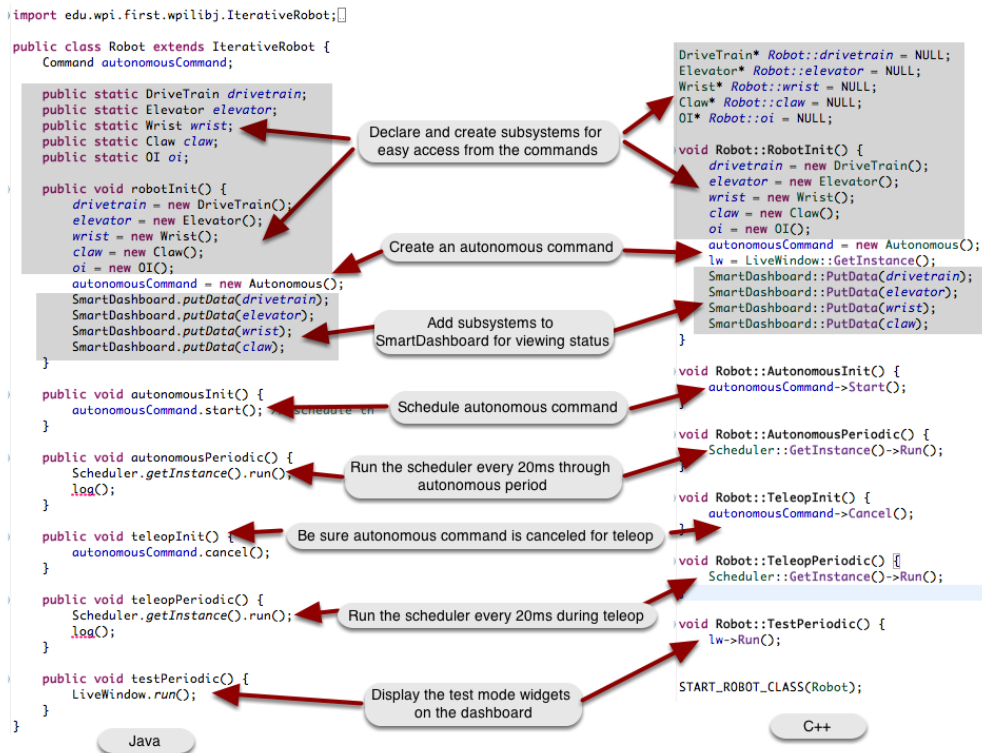 import edu.wpi.first.wpilibj.IterativeRobot;
public class Robot extends IterativeRobot {
Command autonomousCommand;
public static DriveTrain drivetrain;
public static Elevator elevator;
public static Wrist wrist;
public static Claw claw;
public static OI oi;
public void robotInit() {
drivetrain = new DriveTrain();
elevator = new Elevator();
wrist = new Wrist();
claw = new Claw();
oi = new OI();
autonomousCommand = new Autonomous();
SmartDashboard.putData(drivetrain);
SmartDashboard.putData(elevator);
SmartDashboard.putData(wrist);
SmartDashboard.putData(claw);
}
public void autonomousInit() {
autonomousCommand.start(); schedule th
}
public void autonomousPeriodic() {
Scheduler.getInstance().run();
log();
}
public void teleopInit() {
autonomousCommand.cancel();
}
public void teleopPeriodic() {
Scheduler.getInstance().run();
log();
}
public void testPeriodic() {
LiveWindow.run();
}
}
Java
Declare and create subsystems for
easy access from the commands
Create an autonomous command
Add subsystems to
SmartDashboard for viewing status
Schedule autonomous command
Run the scheduler every 20ms through
autonomous period
Be sure autonomous command is canceled for teleop
Run the scheduler every 20ms during teleop
Display the test mode widgets
on the dashboard
DriveTrain* Robot::drivetrain = NULL;
Elevator* Robot::elevator = NULL;
Wrist* Robot::wrist = NULL;
Claw* Robot::claw = NULL;
OI* Robot::oi = NULL;
void Robot::RobotInit() {
drivetrain = new DriveTrain();
elevator = new Elevator();
wrist = new Wrist();
claw = new Claw();
oi = new OI();
autonomousCommand = new Autonomous();
lw = LiveWindow::GetInstance();
SmartDashboard::PutData(drivetrain);
SmartDashboard::PutData(elevator);
SmartDashboard::PutData(wrist);
SmartDashboard::PutData(claw);
}
void Robot::AutonomousInit() {
autonomousCommand->Start();
}
void Robot::AutonomousPeriodic() {
Scheduler::GetInstance()->Run();
}
void Robot::TeleopInit() {
autonomousCommand->Cancel();
}
void Robot::TeleopPeriodic() {
Scheduler::GetInstance()->Run();
}
void Robot::TestPeriodic() {
lw->Run();
START_ROBOT_CLASS(Robot);
C++